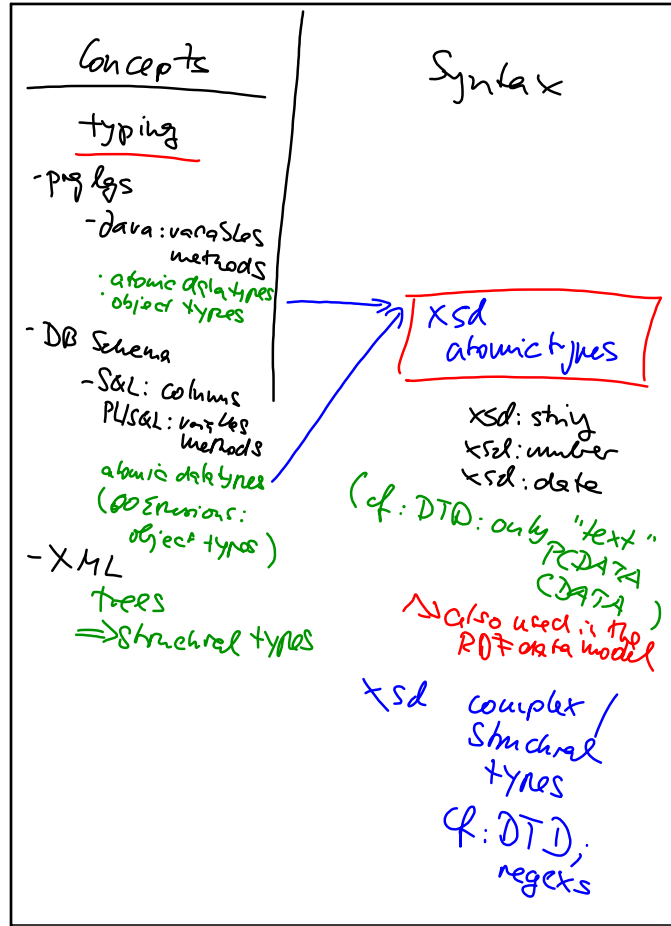 Concepts
typing
- prg lgs
- Java: variables
methods
· atomic datatypes
· object types
- DB Schema
- SQL: columns
PL/SQL: variables
methods
atomic datatypes
(OO Extensions:
object types)
- XML
trees
⇒ structural types
Syntax
xsd
atomic types
xsd: string
xsd: number
xsd: date
(cf: DTD: only "text"
PCDATA
CDATA)
also used in the
RDF data model
xsd complex /
structural
types
cf: DTD;
regexs